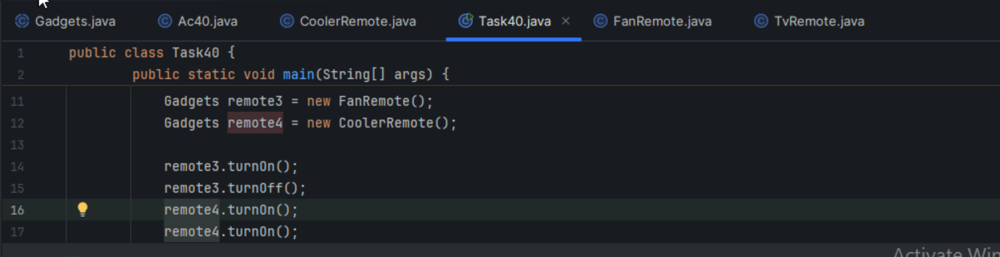 Gadgets.java Ac40.java CoolerRemote.java Task40.java FanRemote.java TvRemote.java
1 public class Task40 {
2 public static void main(String[] args) {
11 Gadgets remote3 = new FanRemote();
12 Gadgets remote4 = new CoolerRemote();
13
14 remote3.turnOn();
15 remote3.turnOff();
16 remote4.turnOn();
17 remote4.turnOn();
Activate Win